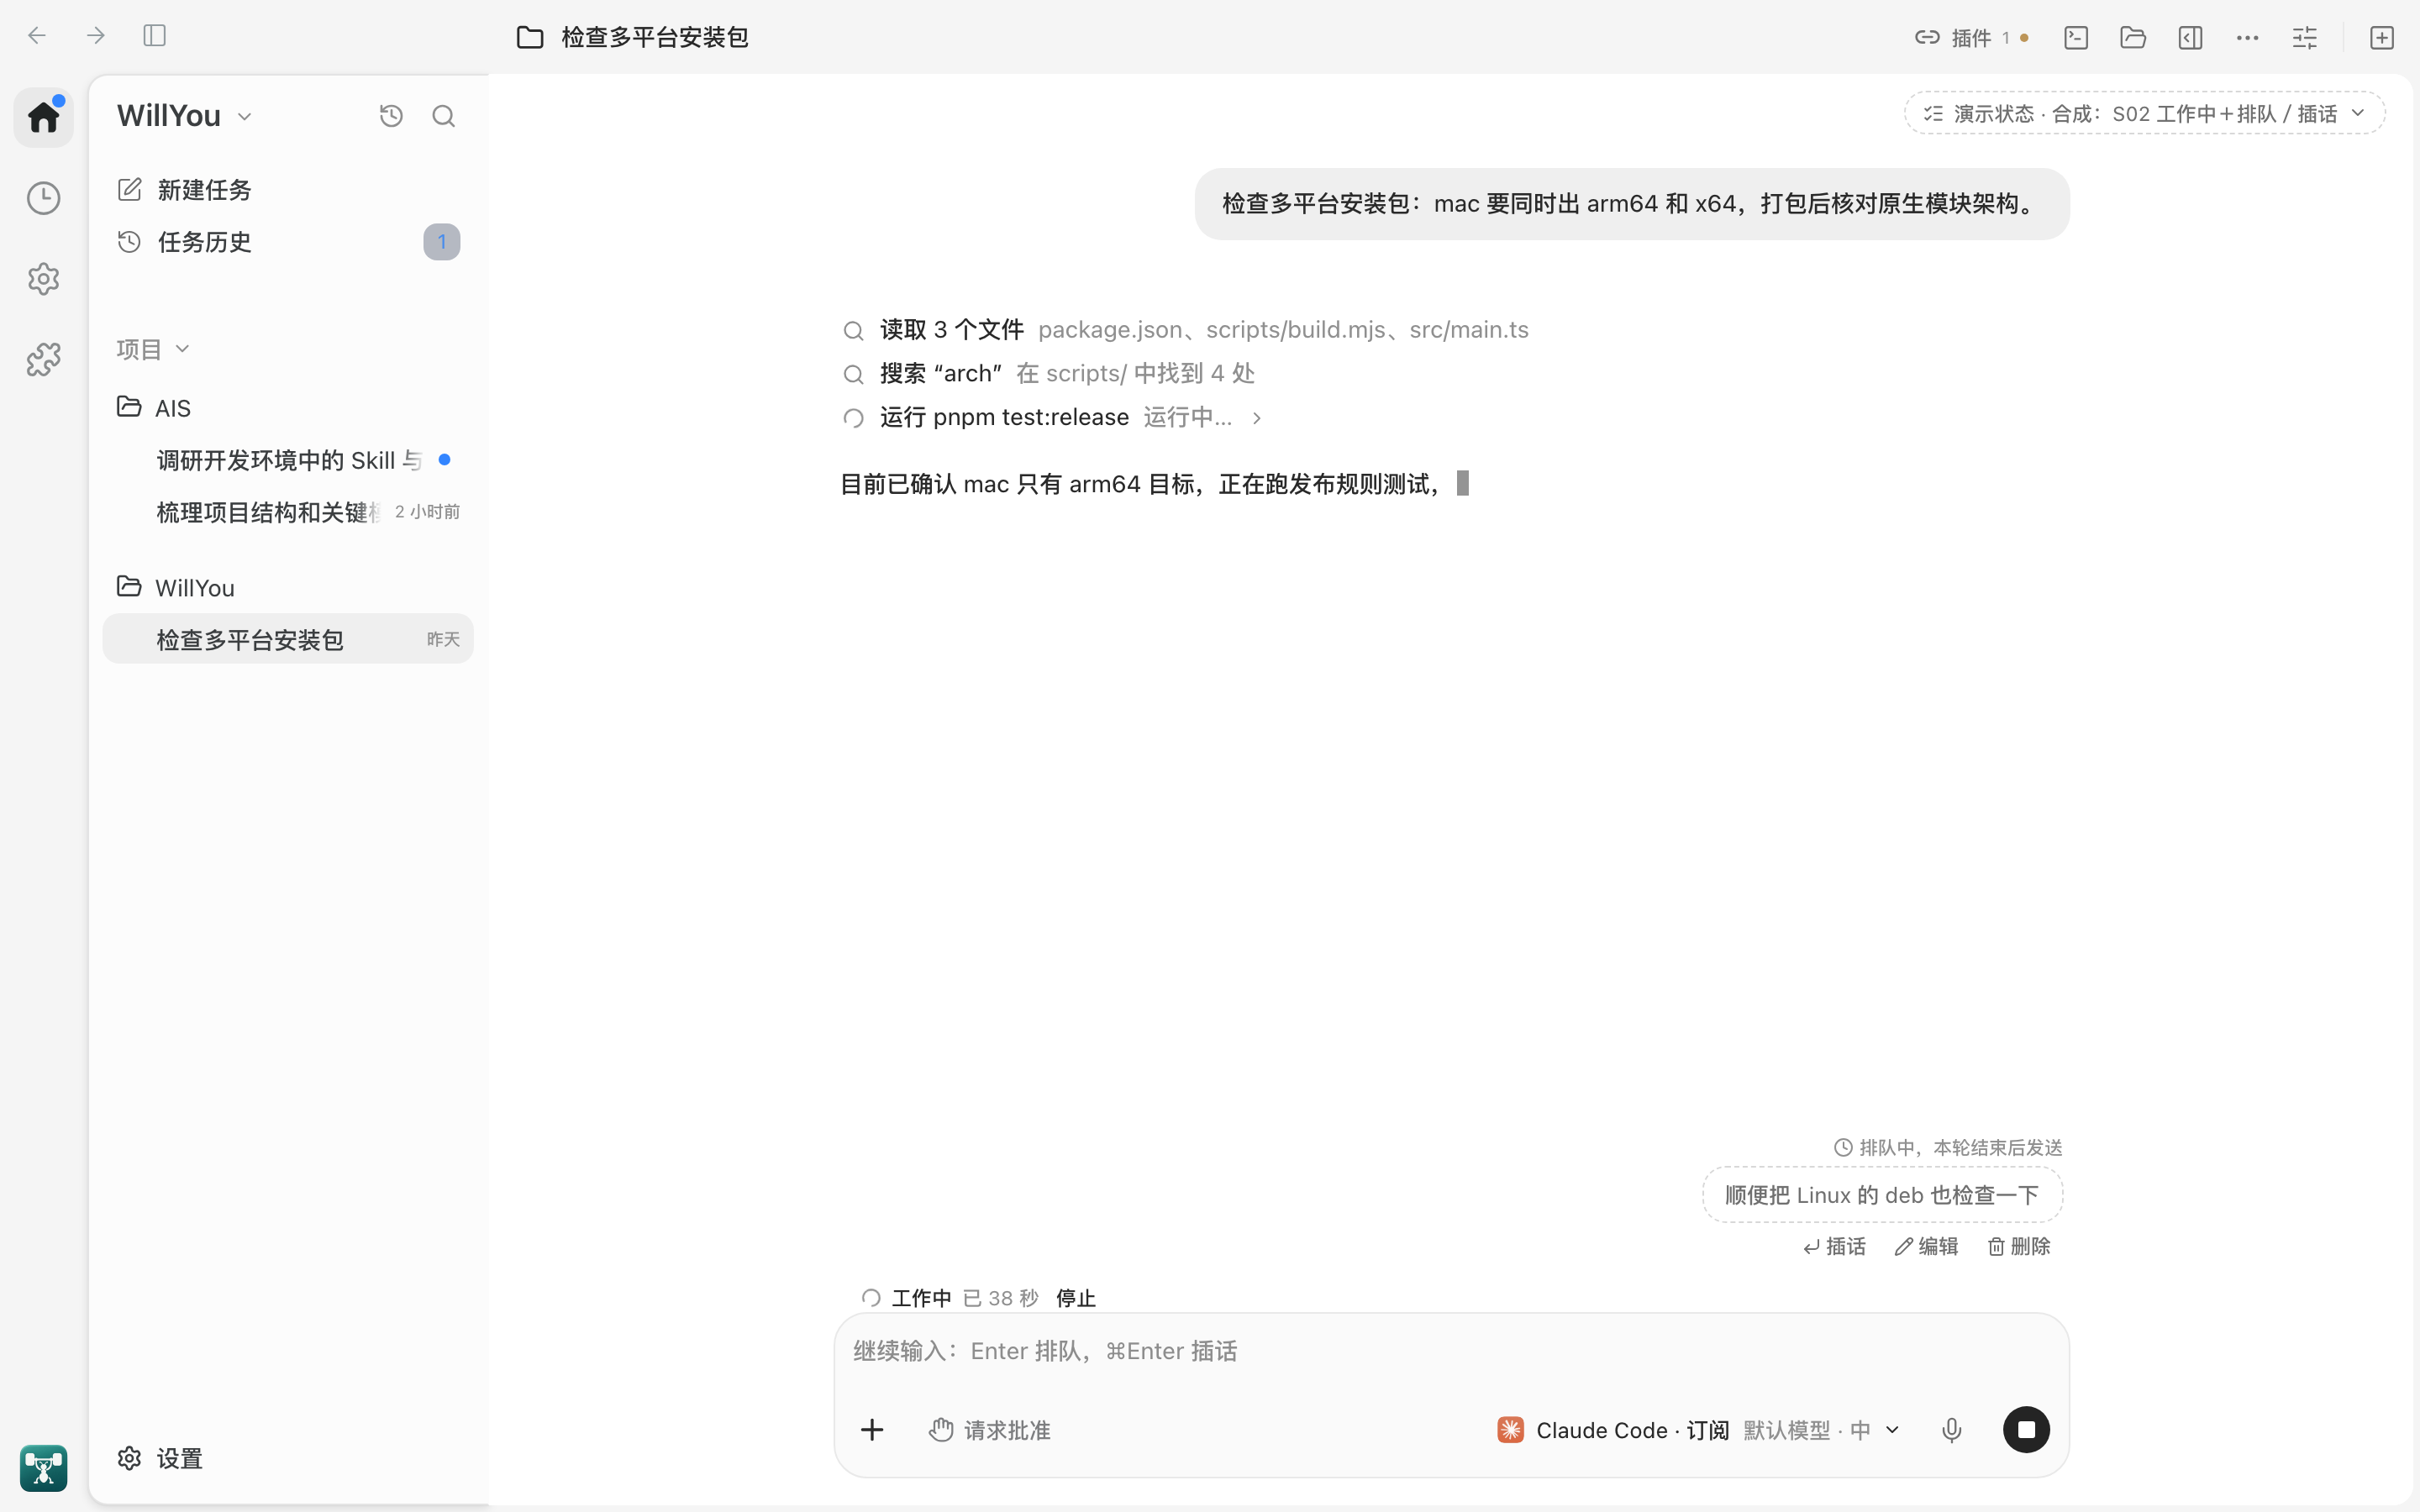 检查多平台安装包
插件 1
WillYou
演示状态 · 合成：S02 工作中＋排队 / 插话
新建任务
任务历史 1
项目
AIS
调研开发环境中的 Skill 与
梳理项目结构和关键 2 小时前
WillYou
检查多平台安装包 昨天
设置
检查多平台安装包：mac 要同时出 arm64 和 x64，打包后核对原生模块架构。
读取 3 个文件 package.json、scripts/build.mjs、src/main.ts
搜索 “arch” 在 scripts/ 中找到 4 处
运行 pnpm test:release 运行中…
目前已确认 mac 只有 arm64 目标，正在跑发布规则测试，
排队中，本轮结束后发送
顺便把 Linux 的 deb 也检查一下
插话 编辑 删除
工作中 已 38 秒 停止
继续输入：Enter 排队，⌘Enter 插话
请求批准 Claude Code · 订阅 默认模型 · 中